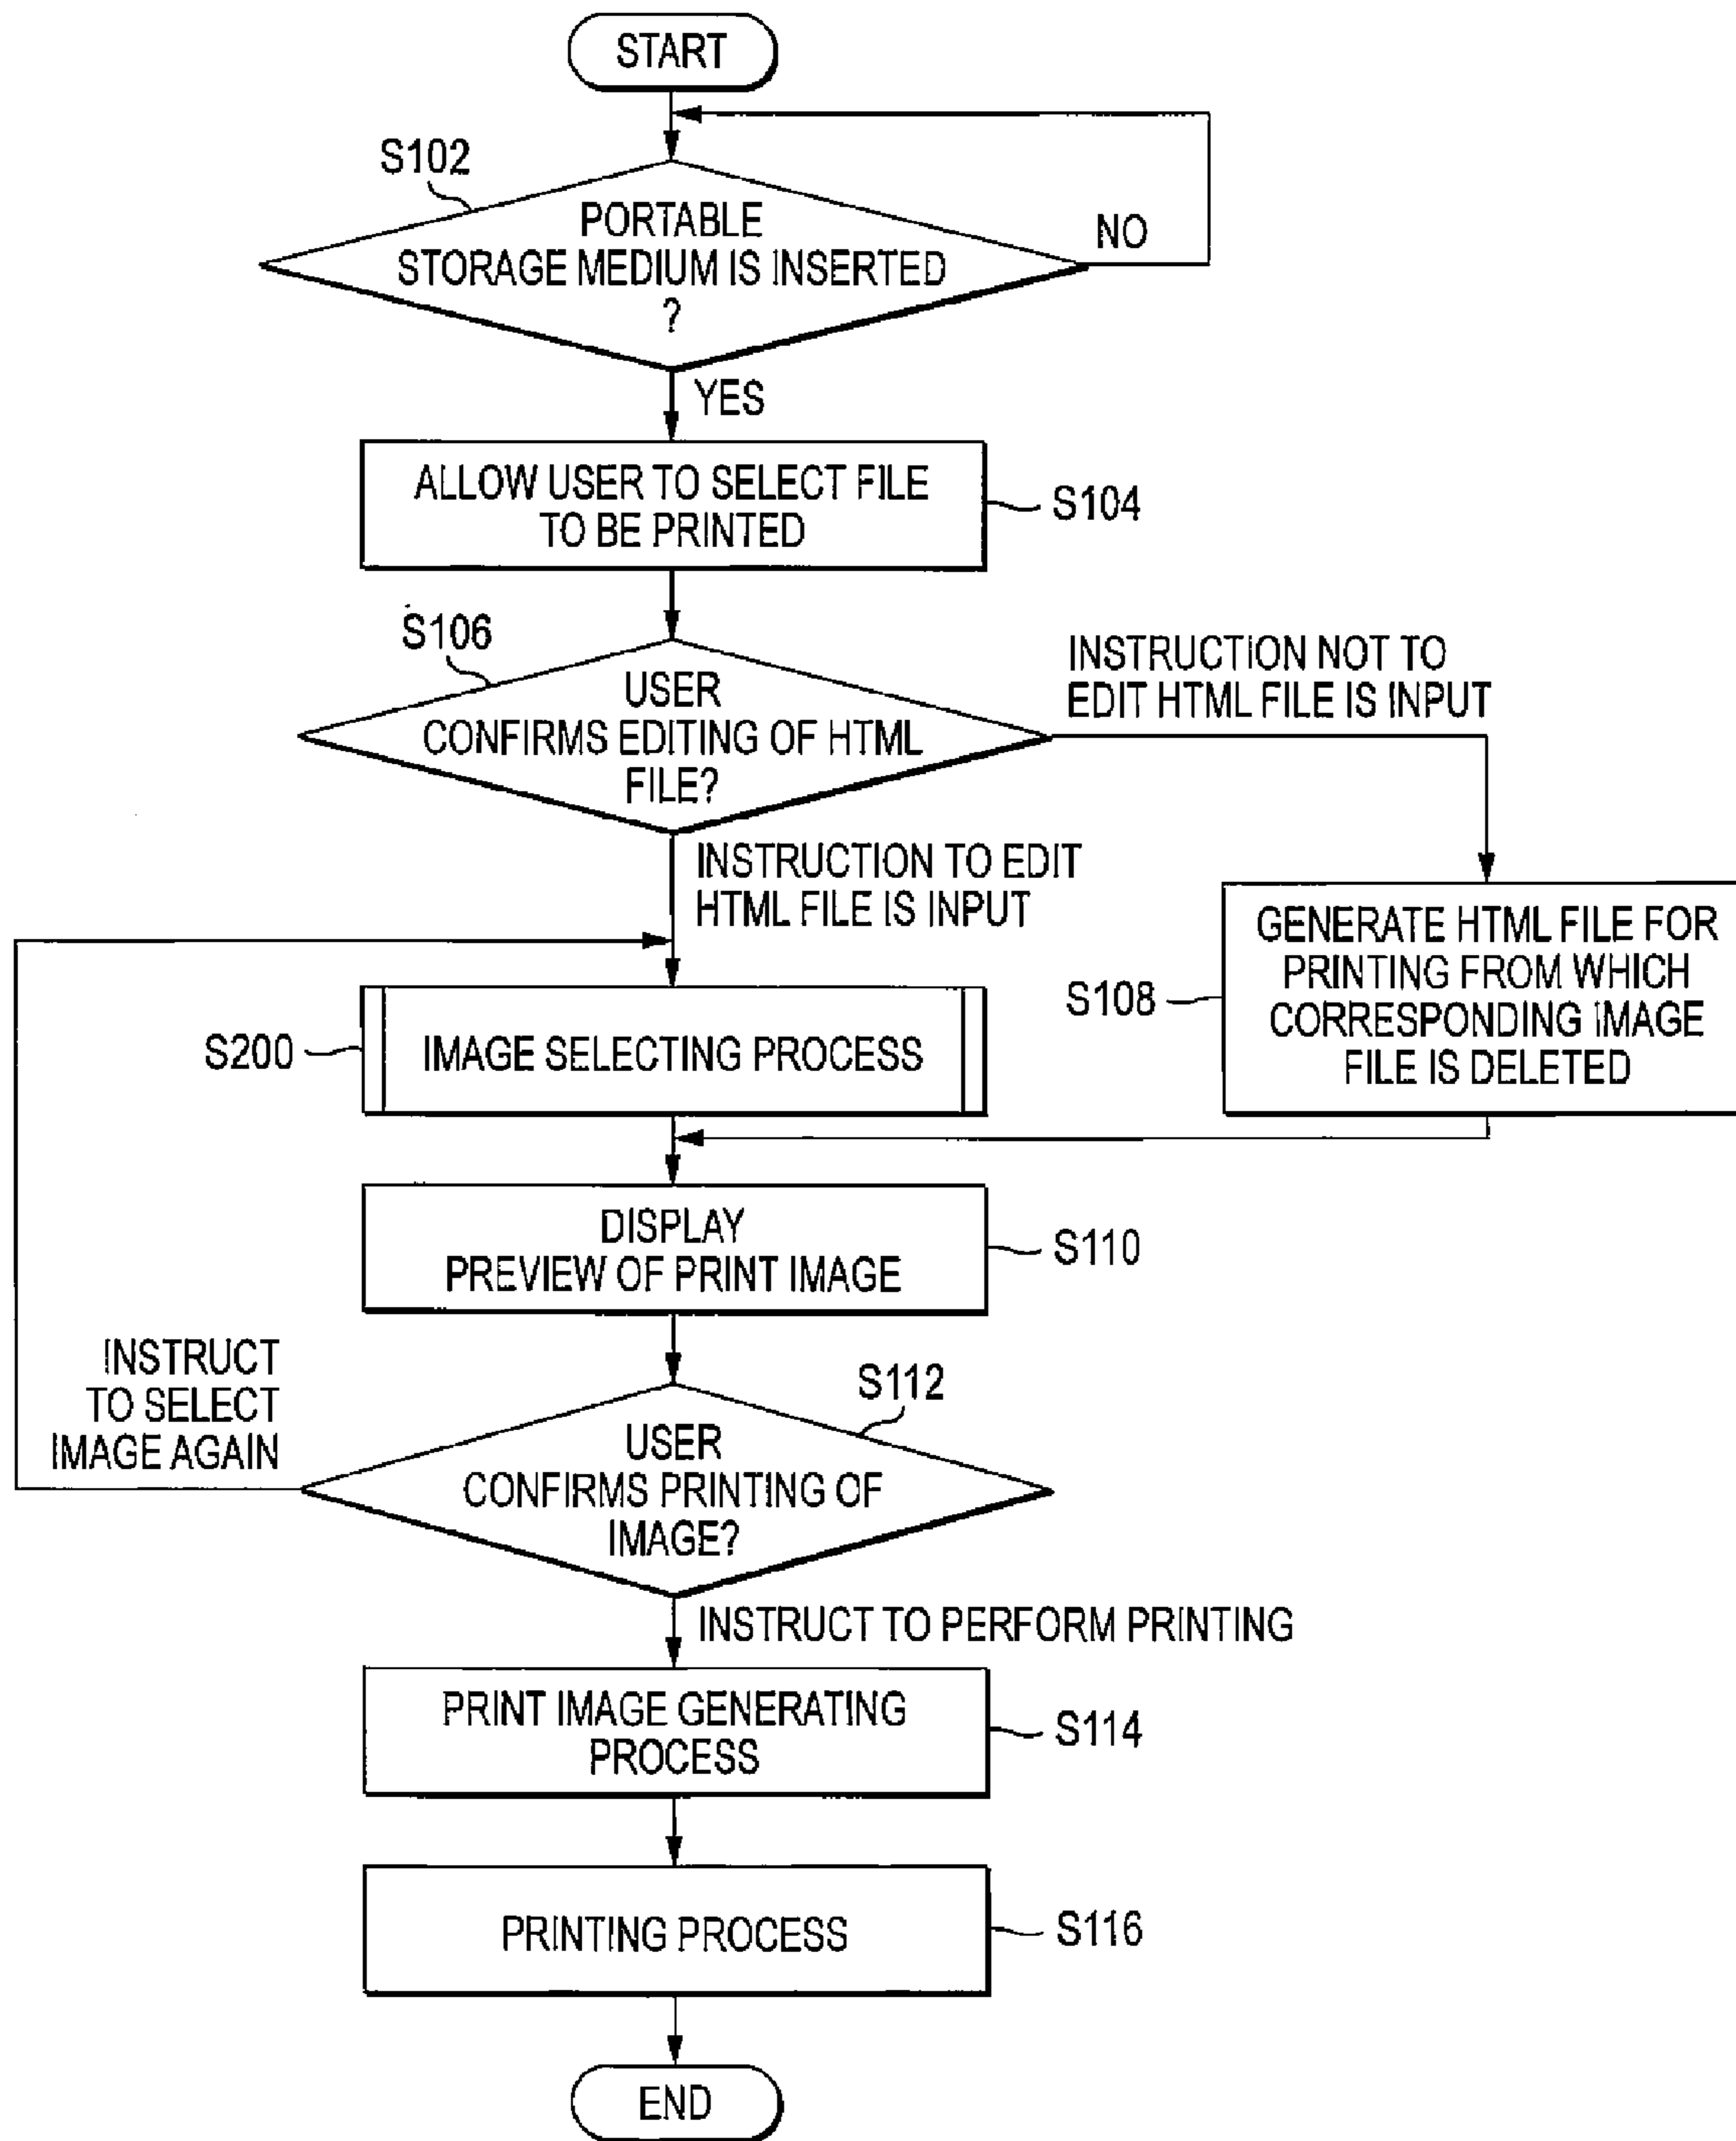 START
S102
PORTABLE
STORAGE MEDIUM IS INSERTED
?
NO
YES
ALLOW USER TO SELECT FILE
TO BE PRINTED
S104
S106
USER
CONFIRMS EDITING OF HTML
FILE?
INSTRUCTION NOT TO
EDIT HTML FILE IS INPUT
INSTRUCTION TO EDIT
HTML FILE IS INPUT
GENERATE HTML FILE FOR
PRINTING FROM WHICH
CORRESPONDING IMAGE
FILE IS DELETED
S108
S200
IMAGE SELECTING PROCESS
DISPLAY
PREVIEW OF PRINT IMAGE
S110
INSTRUCT
TO SELECT
IMAGE AGAIN
S112
USER
CONFIRMS PRINTING OF
IMAGE?
INSTRUCT TO PERFORM PRINTING
PRINT IMAGE GENERATING
PROCESS
S114
PRINTING PROCESS
S116
END